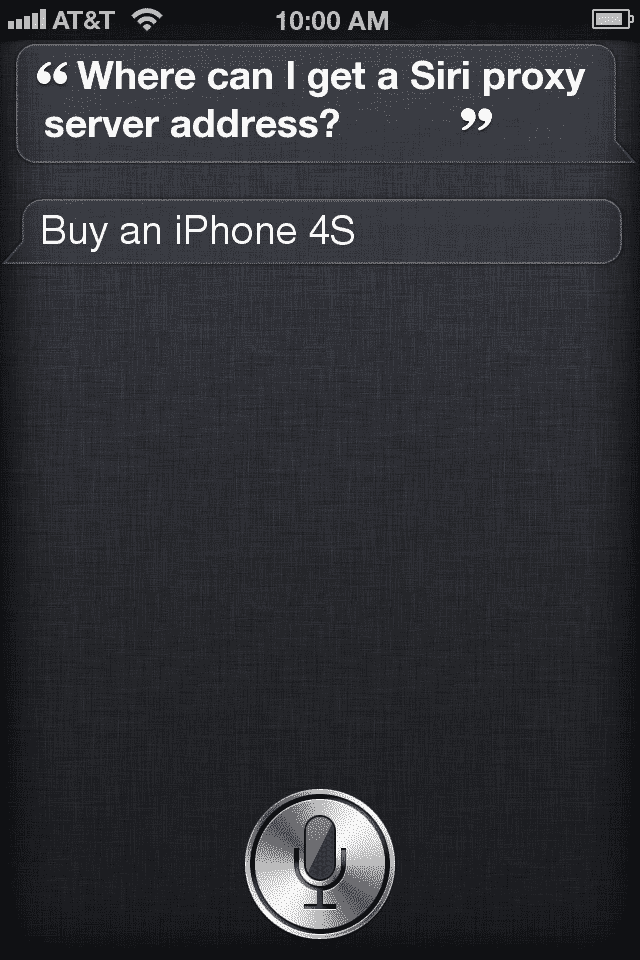 AT&T 10:00 AM
“ Where can I get a Siri proxy
server address? ”
Buy an iPhone 4S